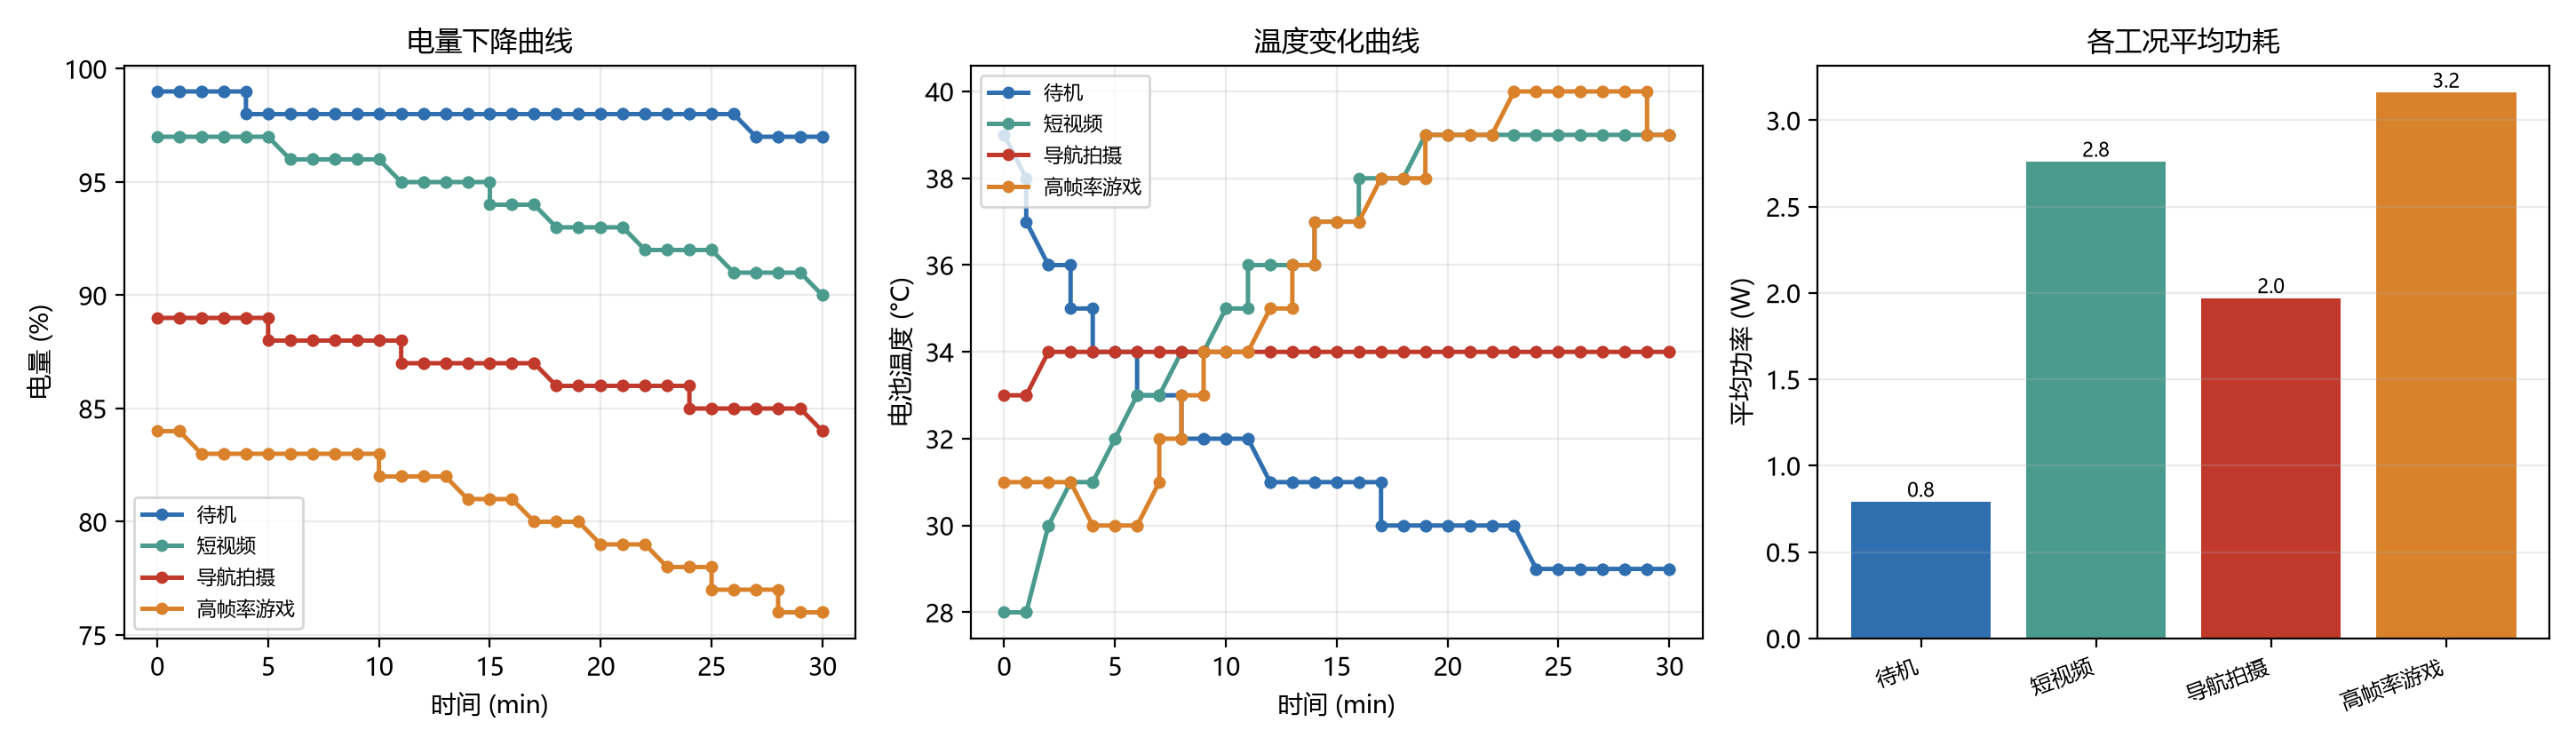 电量下降曲线
100
95
90
85
80
75
电量 (%)
待机
短视频
导航拍摄
高帧率游戏
0 5 10 15 20 25 30
时间 (min)
温度变化曲线
40
38
36
34
32
30
28
电池温度 (°C)
待机
短视频
导航拍摄
高帧率游戏
0 5 10 15 20 25 30
时间 (min)
各工况平均功耗
3.0
2.5
2.0
1.5
1.0
0.5
0.0
平均功率 (W)
0.8
2.8
2.0
3.2
待机
短视频
导航拍摄
高帧率游戏